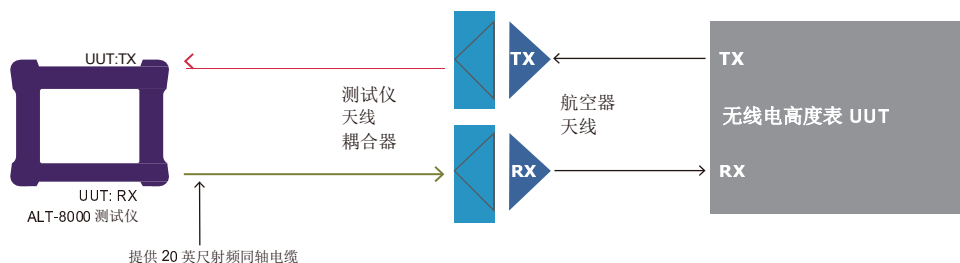 UUT:TX
TX
TX
测试仪
天线
耦合器
航空器
天线
无线电高度表 UUT
RX
RX
UUT: RX
ALT-8000 测试仪
提供 20 英尺射频同轴电缆